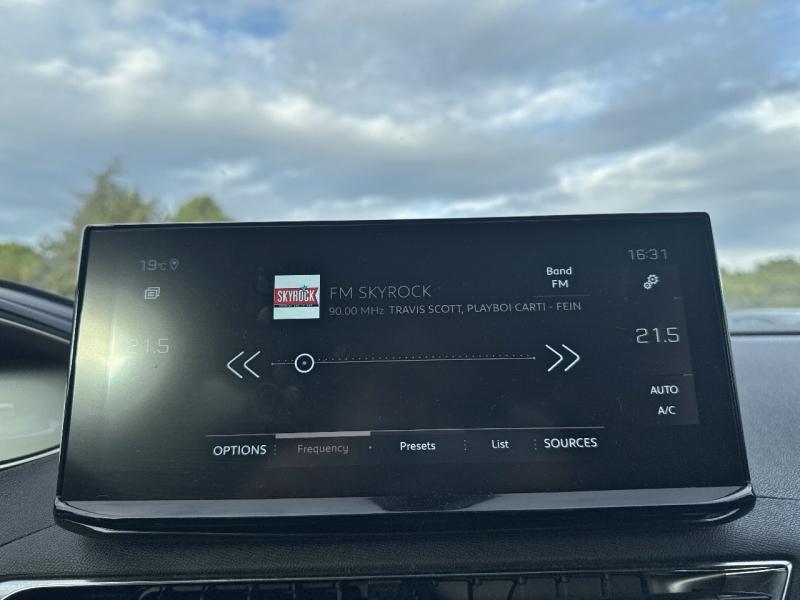 19°C
16:31
Band
FM
SKYROCK
FM SKYROCK
90.00 MHz TRAVIS SCOTT, PLAYBOI CARTI - FEIN
21.5
21.5
AUTO
A/C
OPTIONS
Frequency
Presets
List
SOURCES